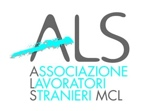 ALS
ASSOCIAZIONE
LAVORATORI
STRANIERI MCL